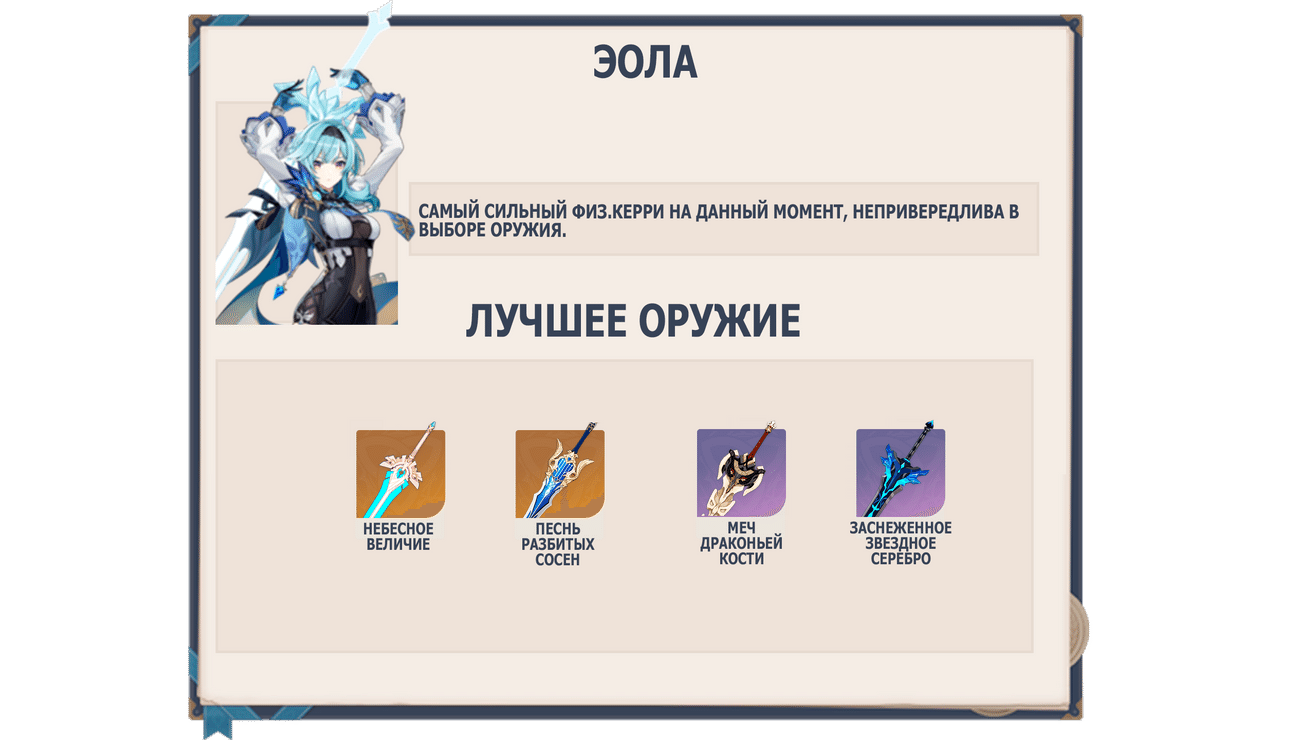 ЭОЛА
САМЫЙ СИЛЬНЫЙ ФИЗ.КЕРРИ НА ДАННЫЙ МОМЕНТ, НЕПРИВЕРЕДЛИВА В
ВЫБОРЕ ОРУЖИЯ.
ЛУЧШЕЕ ОРУЖИЕ
НЕБЕСНОЕ
ВЕЛИЧИЕ
ПЕСНЬ
РАЗБИТЫХ
СОСЕН
МЕЧ
ДРАКОНЬЕЙ
КОСТИ
ЗАСНЕЖЕННОЕ
ЗВЕЗДНОЕ
СЕРЕБРО